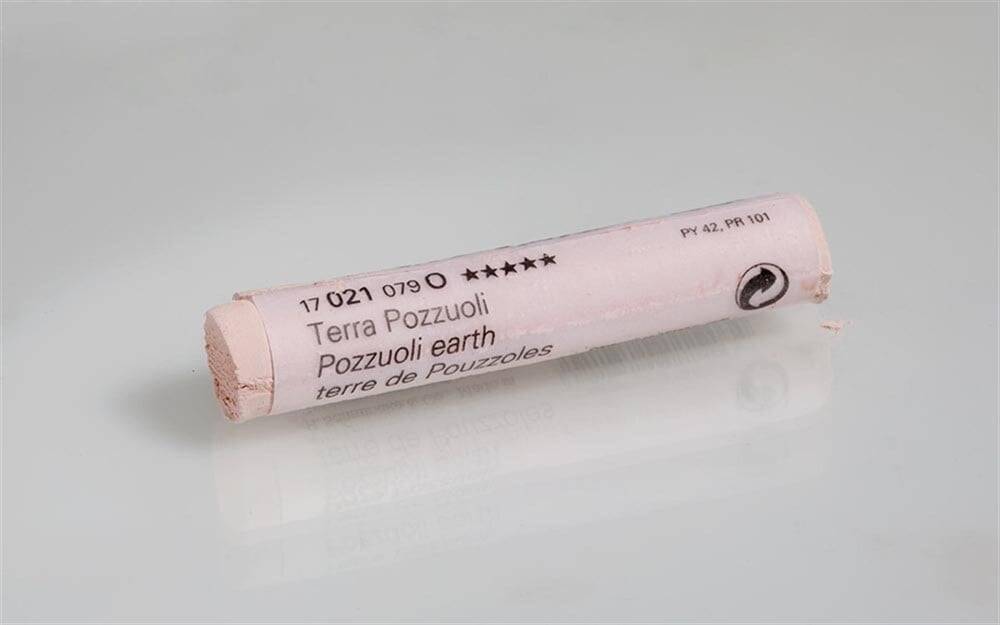 17 021 079 O ★★★★★
Terra Pozzuoli
Pozzuoli earth
terre de Pouzzoles
PY 42, PR 101